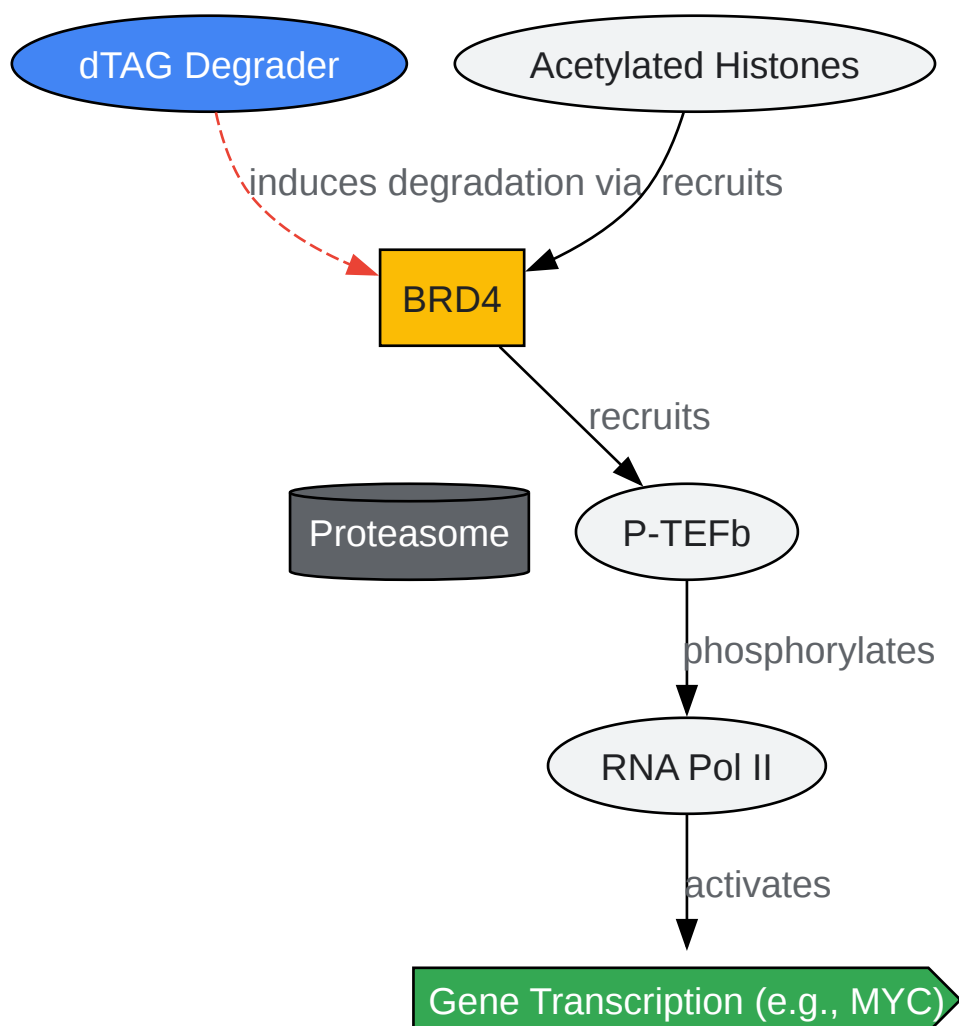 dTAG Degrader
Acetylated Histones
induces degradation via
recruits
BRD4
recruits
Proteasome
P-TEFb
phosphorylates
RNA Pol II
activates
Gene Transcription (e.g., MYC)